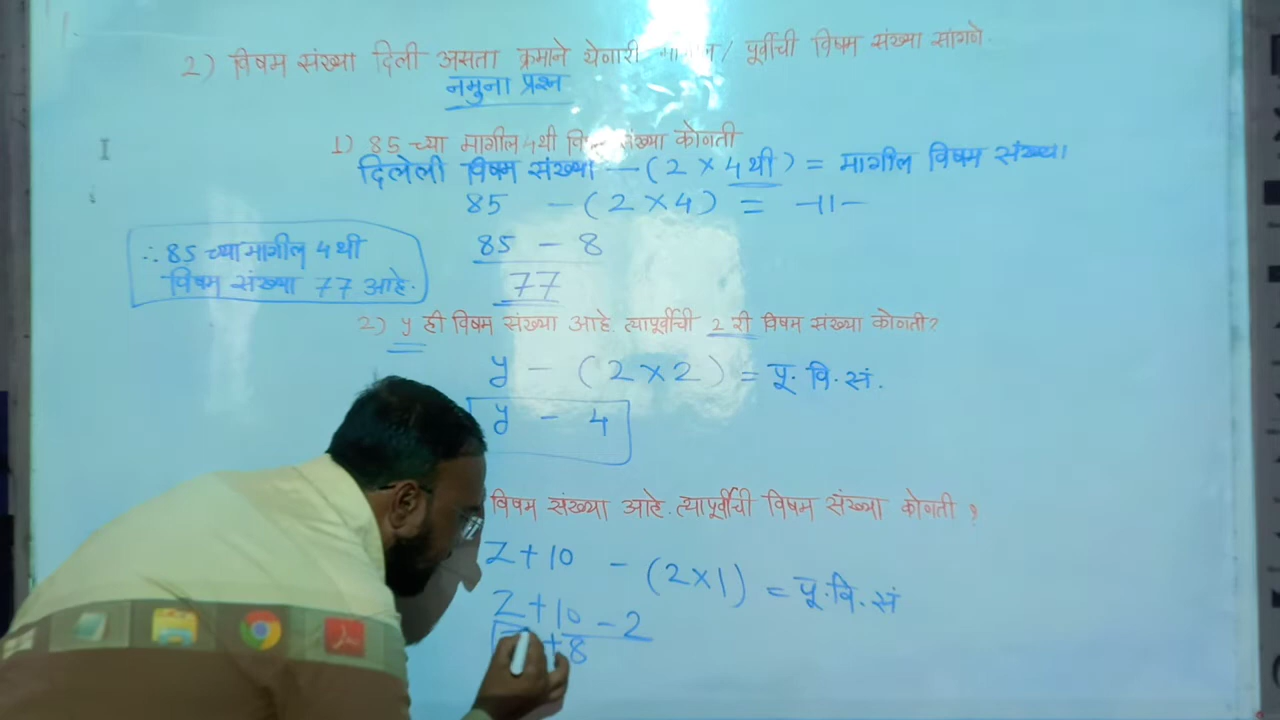 2) विषम संख्या दिली असता क्रमाने येणारी / पूर्वीची विषम संख्या सांगणे.
नमुना प्रश्न
1) 85 च्या मागील 4थी संख्या कोणती
दिलेली विषम संख्या - (2 × 4थी) = मागील विषम संख्या
85 - (2 × 4) = -11-
85 - 8
77
∴ 85 च्या मागील 4थी
विषम संख्या 77 आहे.
2) y ही विषम संख्या आहे. त्यापूर्वीची 2 री विषम संख्या कोणती?
y - (2 × 2) = पू. वि. सं.
y - 4
विषम संख्या आहे. त्यापूर्वीची विषम संख्या कोणती ?
Z + 10 - (2×1) = पू. वि. सं
Z + 10 - 2
+ 8